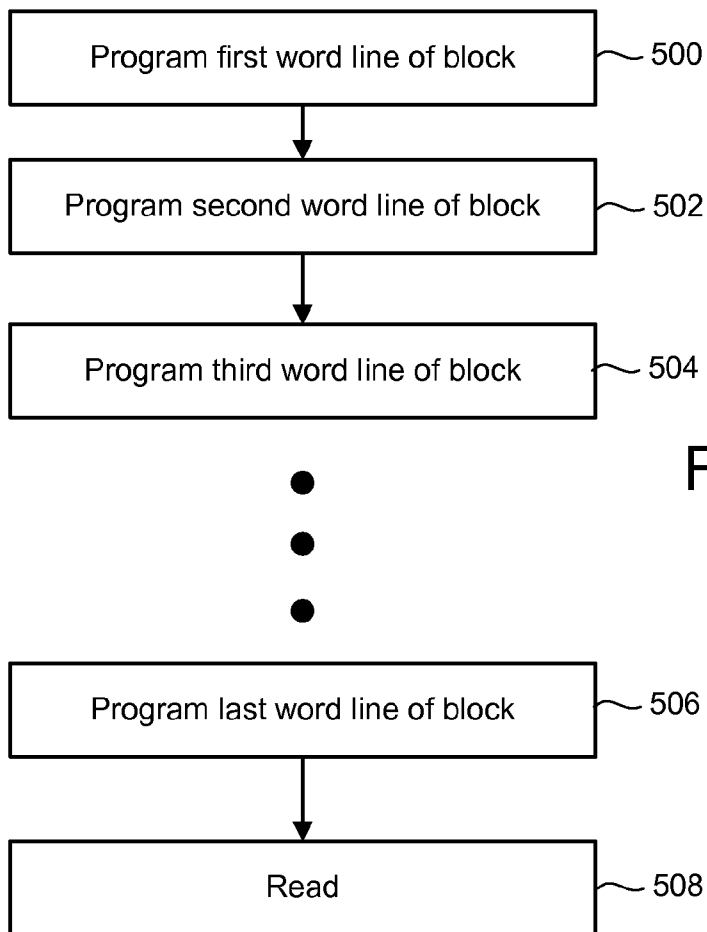 Program first word line of block 500
Program second word line of block 502
Program third word line of block 504
Program last word line of block 506
Read 508